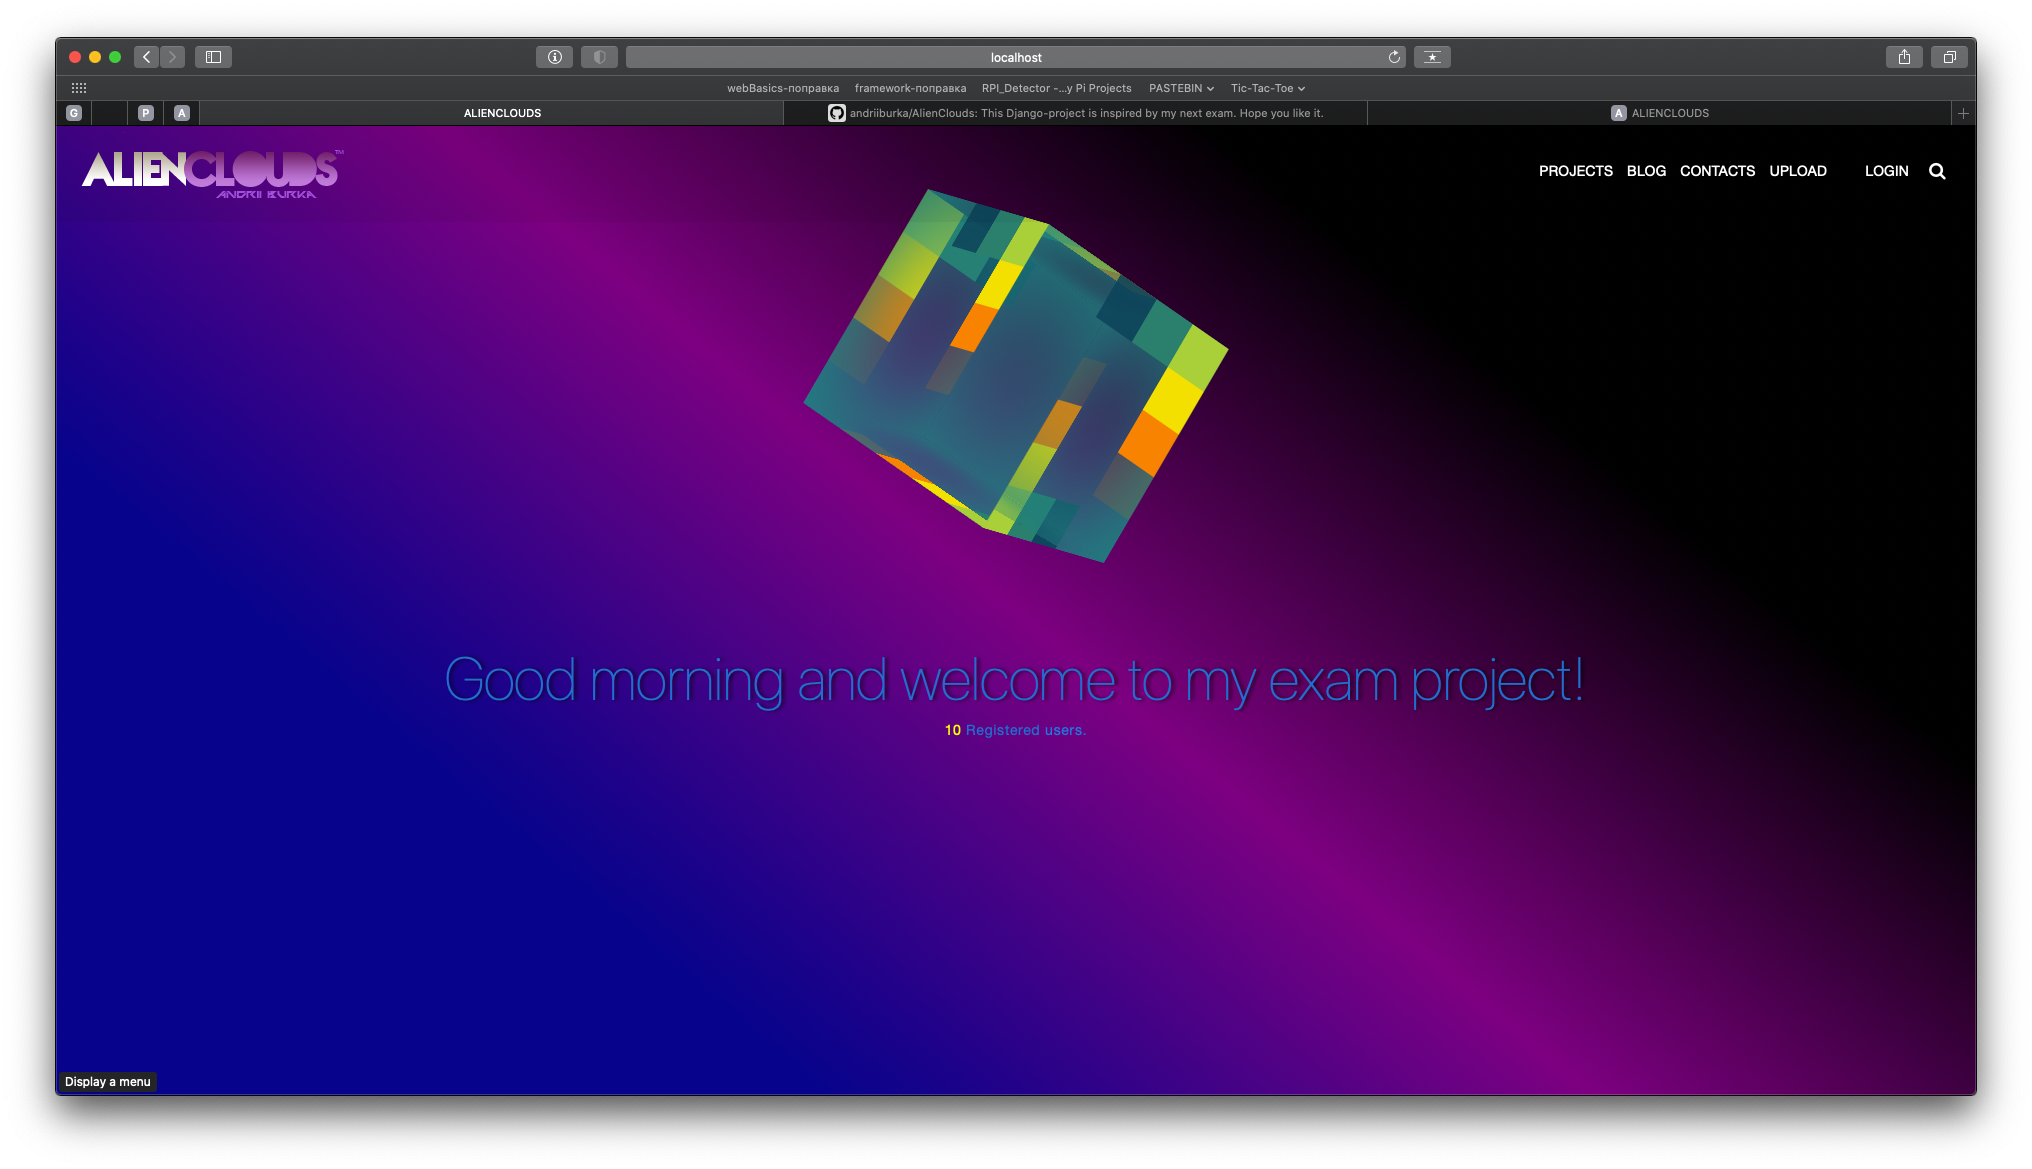 localhost
webBasics-поправка framework-поправка RPI_Detector -...y Pi Projects PASTEBIN Tic-Tac-Toe
G P A ALIENCLOUDS andriiburka/AlienClouds: This Django-project is inspired by my next exam. Hope you like it. A ALIENCLOUDS
ALIENCLOUDS™
ANDRII BURKA
PROJECTS BLOG CONTACTS UPLOAD LOGIN
Good morning and welcome to my exam project!
10 Registered users.
Display a menu